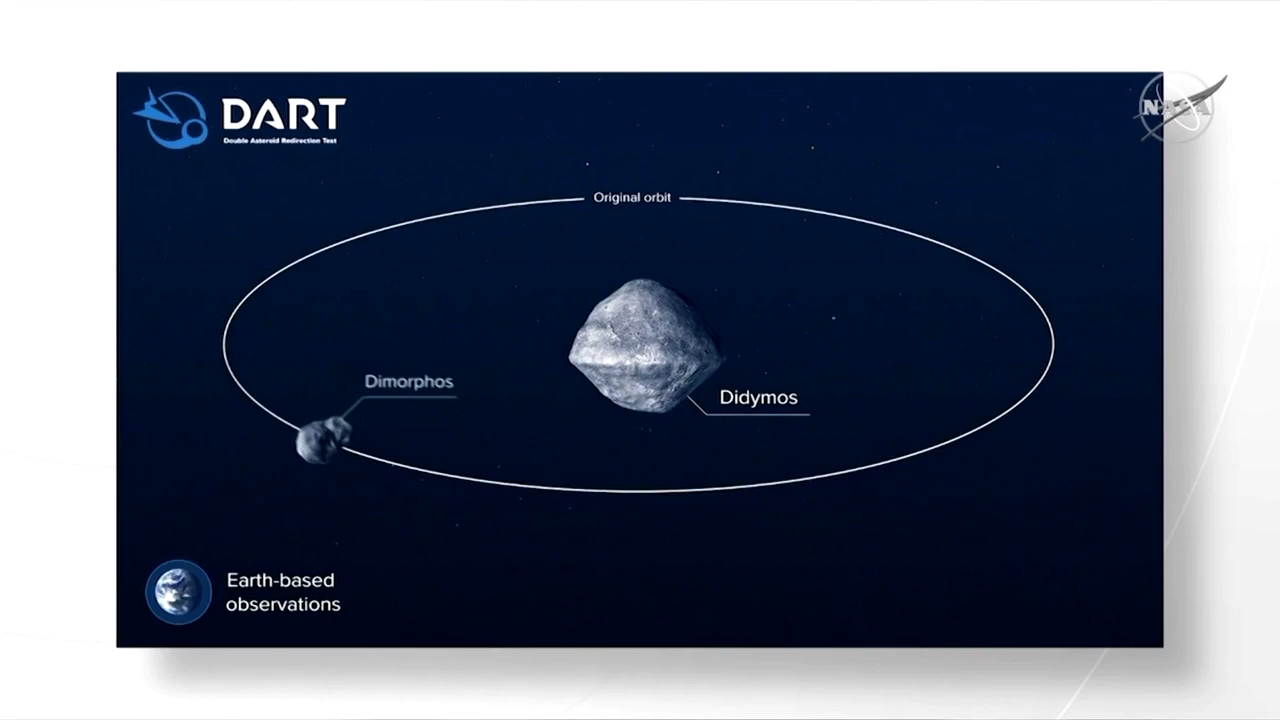 DART
Double Asteroid Redirection Test
NASA
Original orbit
Dimorphos
Didymos
Earth-based
observations